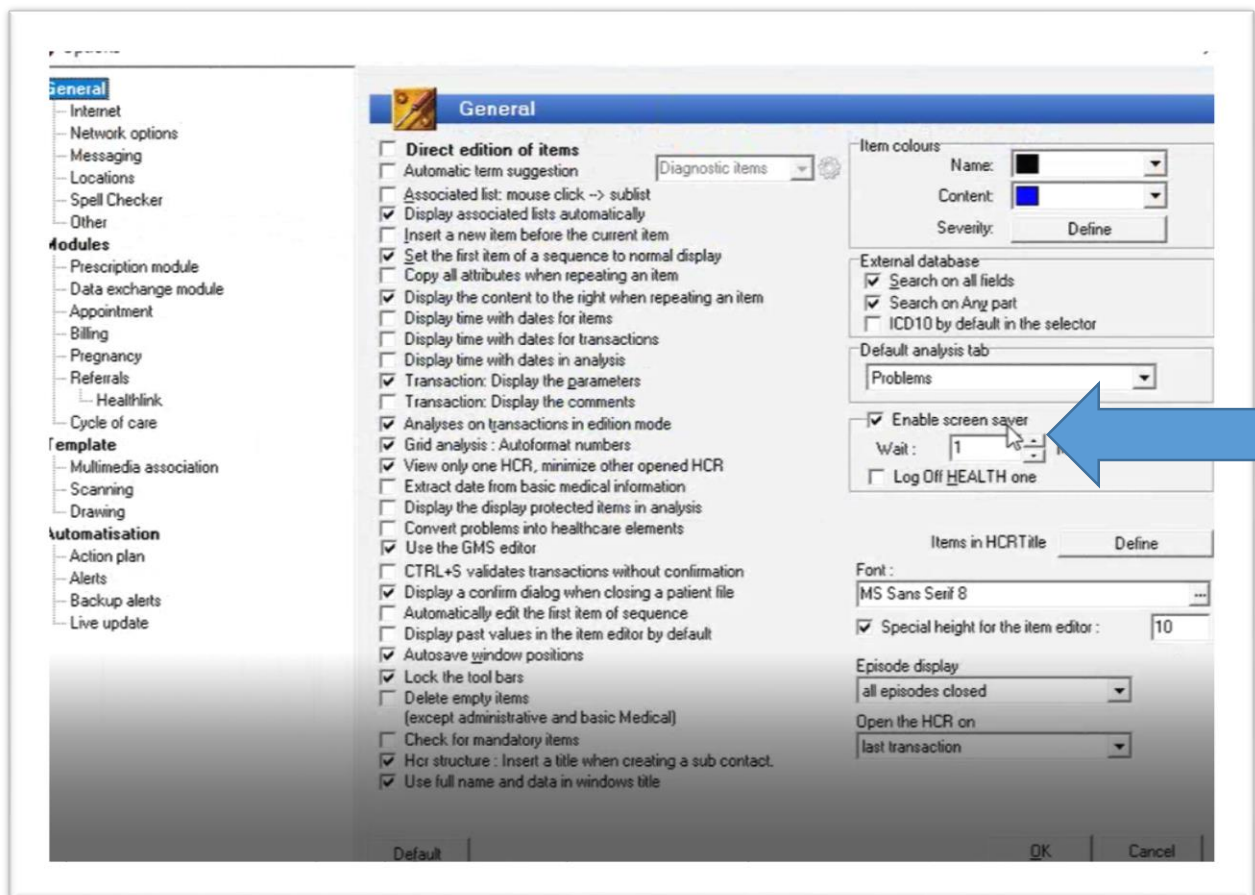 General
Internet
Network options
Messaging
Locations
Spell Checker
Other
Modules
Prescription module
Data exchange module
Appointment
Billing
Pregnancy
Referrals
Healthlink
Cycle of care
Template
Multimedia association
Scanning
Drawing
Automatisation
Action plan
Alerts
Backup alerts
Live update
General
Direct edition of items
Automatic term suggestion Diagnostic items
Associated list: mouse click --> sublist
Display associated lists automatically
Insert a new item before the current item
Set the first item of a sequence to normal display
Copy all attributes when repeating an item
Display the content to the right when repeating an item
Display time with dates for items
Display time with dates for transactions
Display time with dates in analysis
Transaction: Display the parameters
Transaction: Display the comments
Analyses on transactions in edition mode
Grid analysis : Autoformat numbers
View only one HCR, minimize other opened HCR
Extract date from basic medical information
Display the display protected items in analysis
Convert problems into healthcare elements
Use the GMS editor
CTRL+S validates transactions without confirmation
Display a confirm dialog when closing a patient file
Automatically edit the first item of sequence
Display past values in the item editor by default
Autosave window positions
Lock the tool bars
Delete empty items
(except administrative and basic Medical)
Check for mandatory items
Hcr structure : Insert a title when creating a sub contact.
Use full name and data in windows title
Default
Item colours
Name:
Content:
Severity: Define
External database
Search on all fields
Search on Any part
ICD10 by default in the selector
Default analysis tab
Problems
Enable screen saver
Wait : 1
Log Off HEALTH one
Items in HCRTitle Define
Font :
MS Sans Serif 8 ...
Special height for the item editor : 10
Episode display
all episodes closed
Open the HCR on
last transaction
OK Cancel